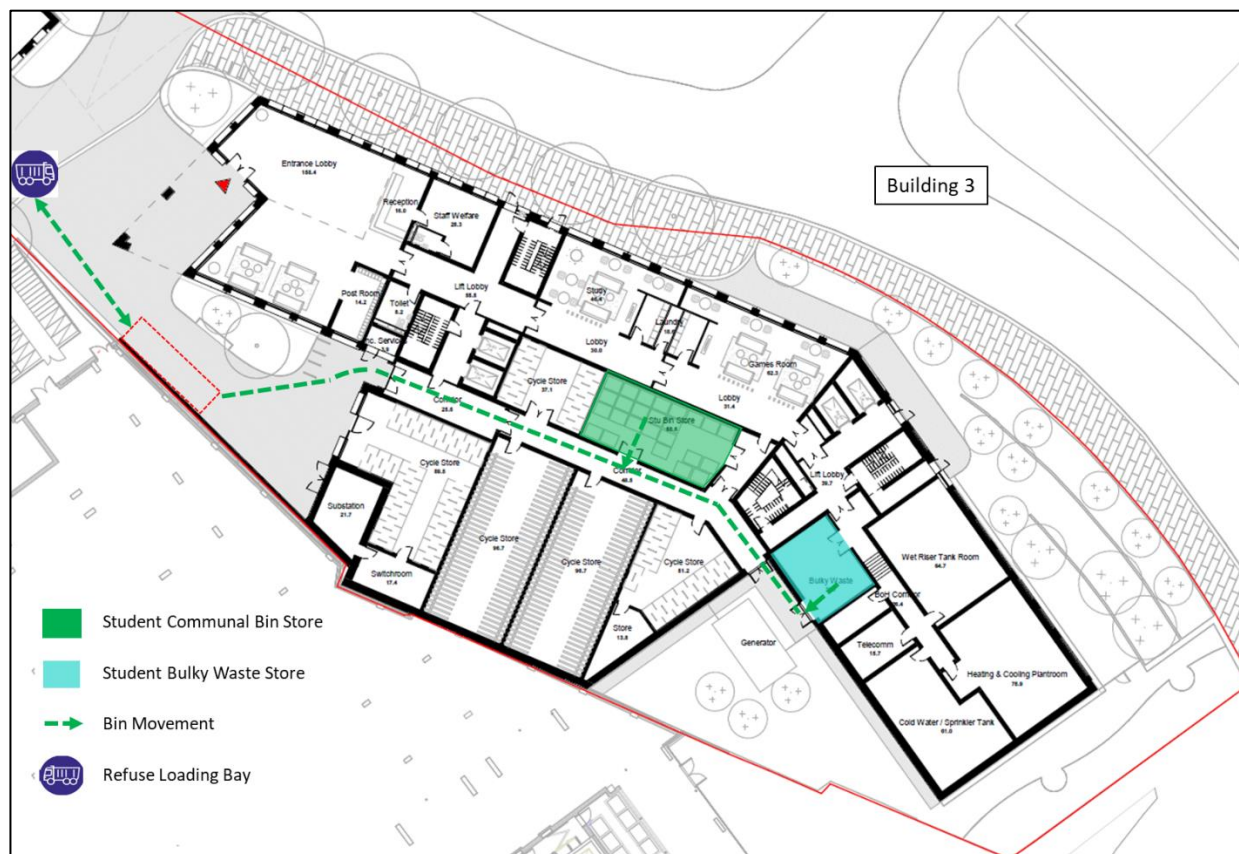 Building 3
Entrance Lobby
Reception
Staff Welfare
Post Room
14.2
Toilet
Lift Lobby
Study
Laundry
Lobby
Games Room
Lobby
31.4
Cycle Store
37.1
Stu Bin Store
Corridor
Corridor
Cycle Store
Substation
21.7
Switchroom
17.4
Cycle Store
Cycle Store
Cycle Store
51.2
Store
Generator
Lift Lobby
Bulky Waste
BoH Corridor
Wet Riser Tank Room
Telecomm
Heating & Cooling Plantroom
Cold Water / Sprinkler Tank
Student Communal Bin Store
Student Bulky Waste Store
Bin Movement
Refuse Loading Bay